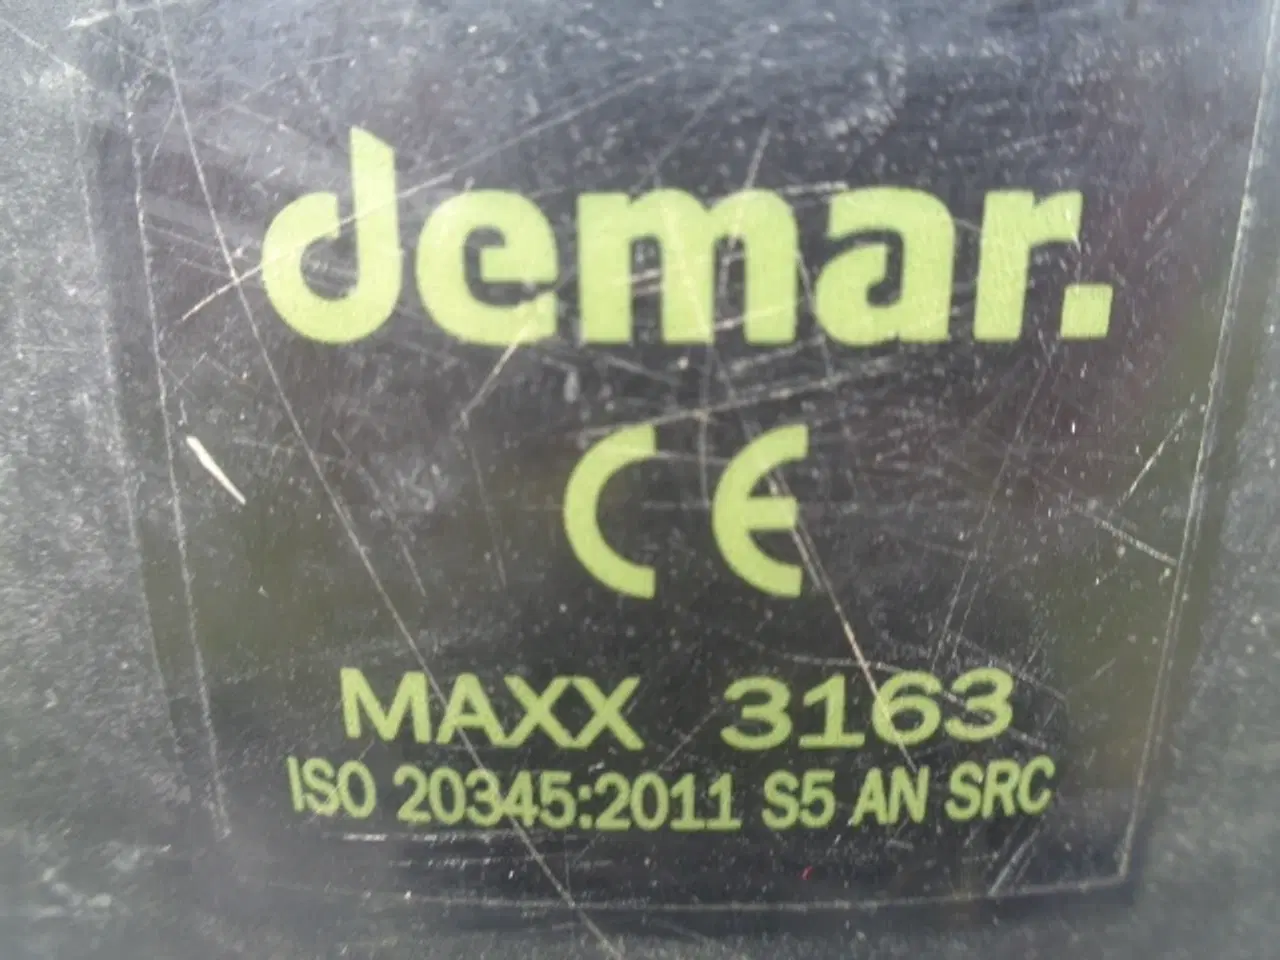 demar.
CE
MAXX 3163
ISO 20345:2011 S5 AN SRC